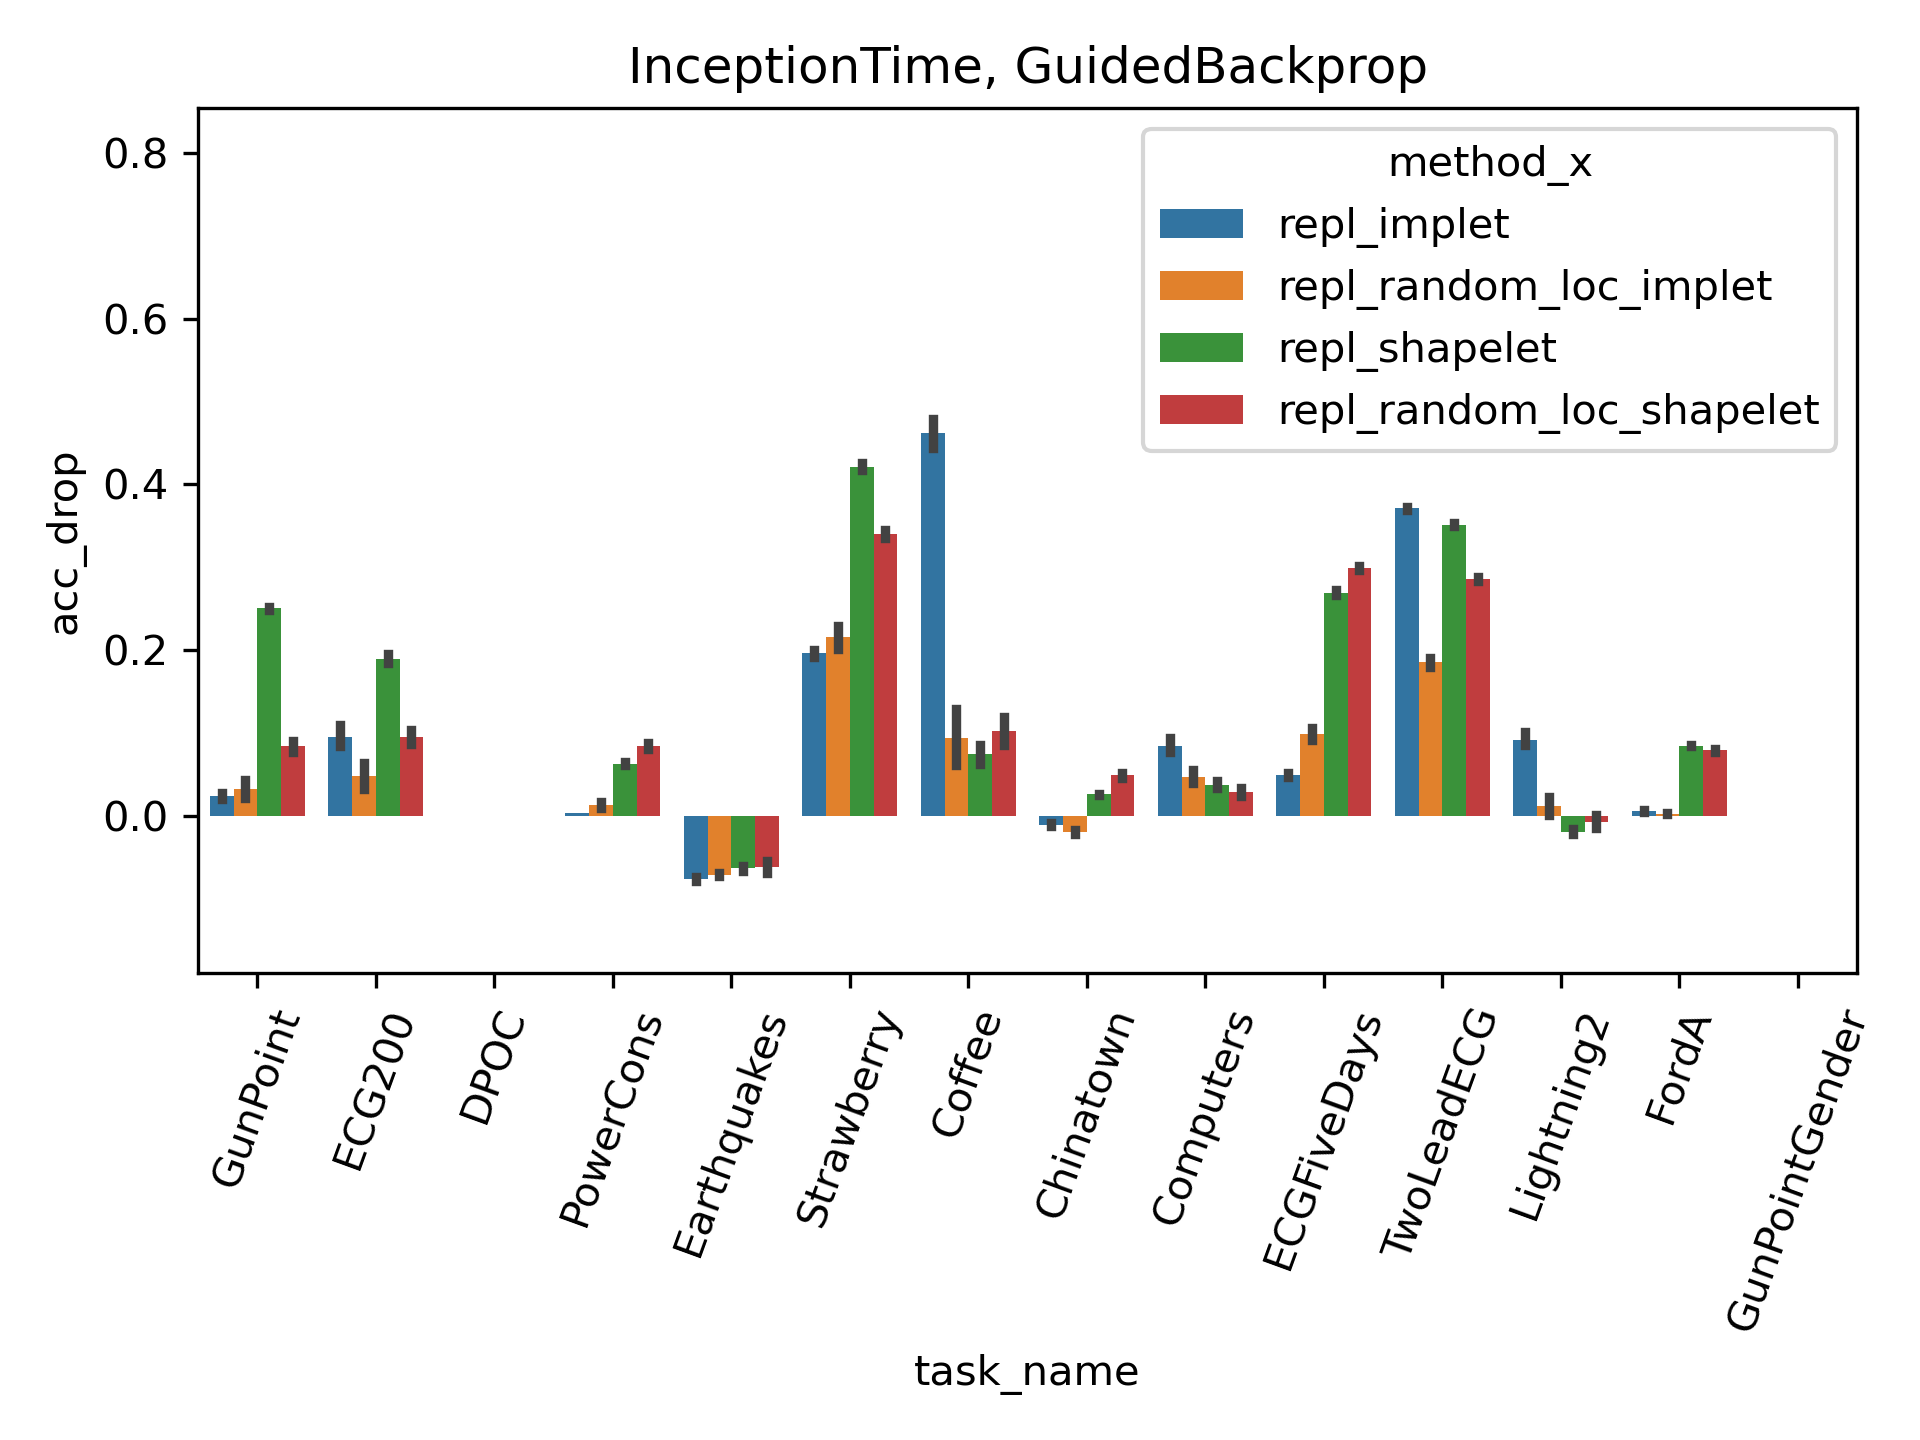 InceptionTime, GuidedBackprop
method_x
repl_implet
repl_random_loc_implet
repl_shapelet
repl_random_loc_shapelet
acc_drop
0.8
0.6
0.4
0.2
0.0
GunPoint
ECG200
DPOC
PowerCons
Earthquakes
Strawberry
Coffee
Chinatown
Computers
ECGFiveDays
TwoLeadECG
Lightning2
FordA
GunPointGender
task_name